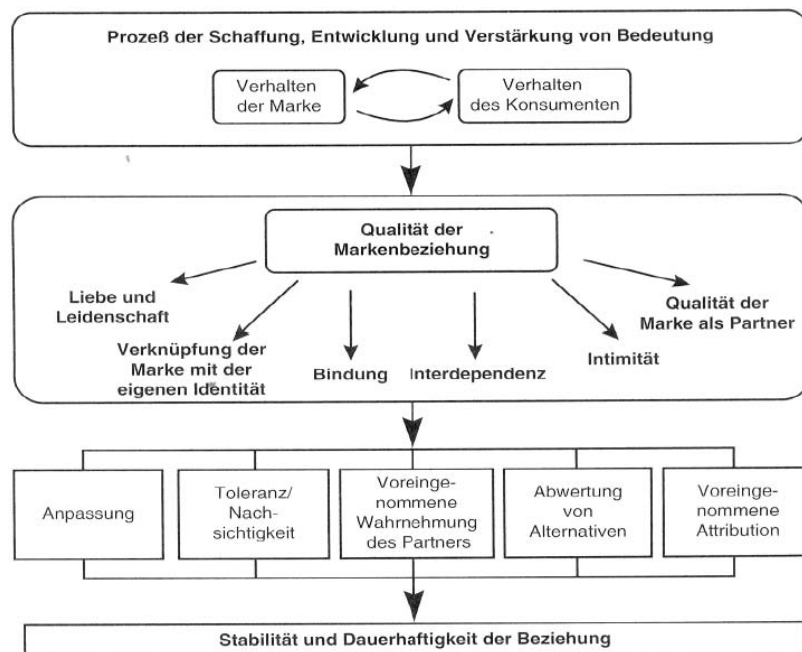 Prozeß der Schaffung, Entwicklung und Verstärkung von Bedeutung
Verhalten
der Marke
Verhalten
des Konsumenten
Qualität der
Markenbeziehung
Liebe und
Leidenschaft
Verknüpfung der
Marke mit der
eigenen Identität
Bindung
Interdependenz
Intimität
Qualität der
Marke als Partner
Anpassung
Toleranz/
Nach-
sichtigkeit
Voreinge-
nommene
Wahrnehmung
des Partners
Abwertung
von
Alternativen
Voreinge-
nommene
Attribution
Stabilität und Dauerhaftigkeit der Beziehung